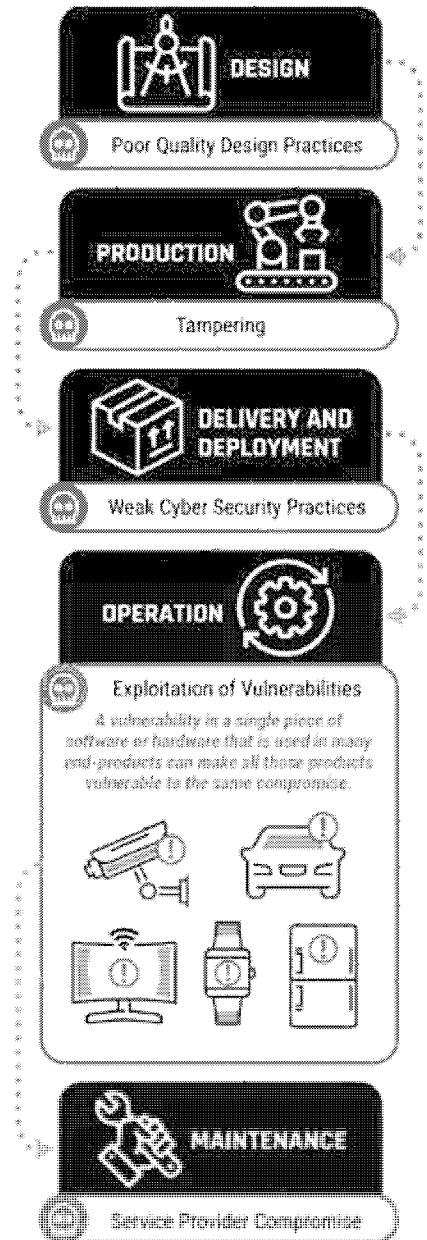 DESIGN
Poor Quality Design Practices
PRODUCTION
Tampering
DELIVERY AND
DEPLOYMENT
Weak Cyber Security Practices
OPERATION
Exploitation of Vulnerabilities
A vulnerability in a single piece of
software or hardware that is used in many
end-products can make all those products
vulnerable to the same compromise.
MAINTENANCE
Service Provider Compromise